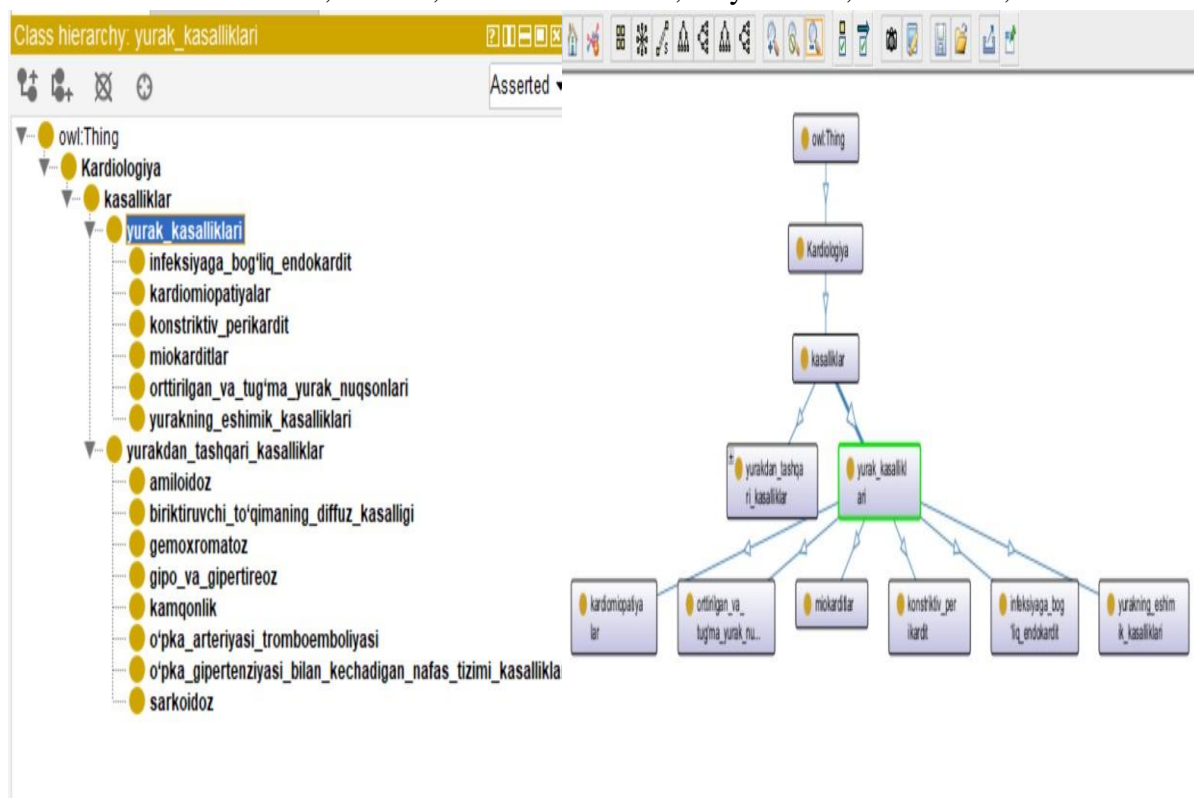 Class hierarchy: yurak_kasalliklari
Asserted
owl:Thing
Kardiologiya
kasalliklar
yurak_kasalliklari
infeksiyaga_bog'liq_endokardit
kardiomiopatiyalar
konstriktiv_perikardit
miokarditlar
orttirilgan_va_tug'ma_yurak_nuqsonlari
yurakning_eshimik_kasalliklari
yurakdan_tashqari_kasalliklar
amiloidoz
biriktiruvchi_to'qimaning_diffuz_kasalligi
gemoxromatoz
gipo_va_gipertireoz
kamqonlik
o'pka_arteriyasi_tromboemboliyasi
o'pka_gipertenziyasi_bilan_kechadigan_nafas_tizimi_kasallikla
sarkoidoz
owl:Thing
Kardiologiya
kasalliklar
yurakdan_tashqa
ri_kasalliklar
yurak_kasallikl
ari
kardiomiopatiya
lar
orttirilgan_va_
tug'ma_yurak_nu...
miokarditlar
konstriktiv_per
ikardit
infeksiyaga_bog
'liq_endokardit
yurakning_eshim
ik_kasalliklari